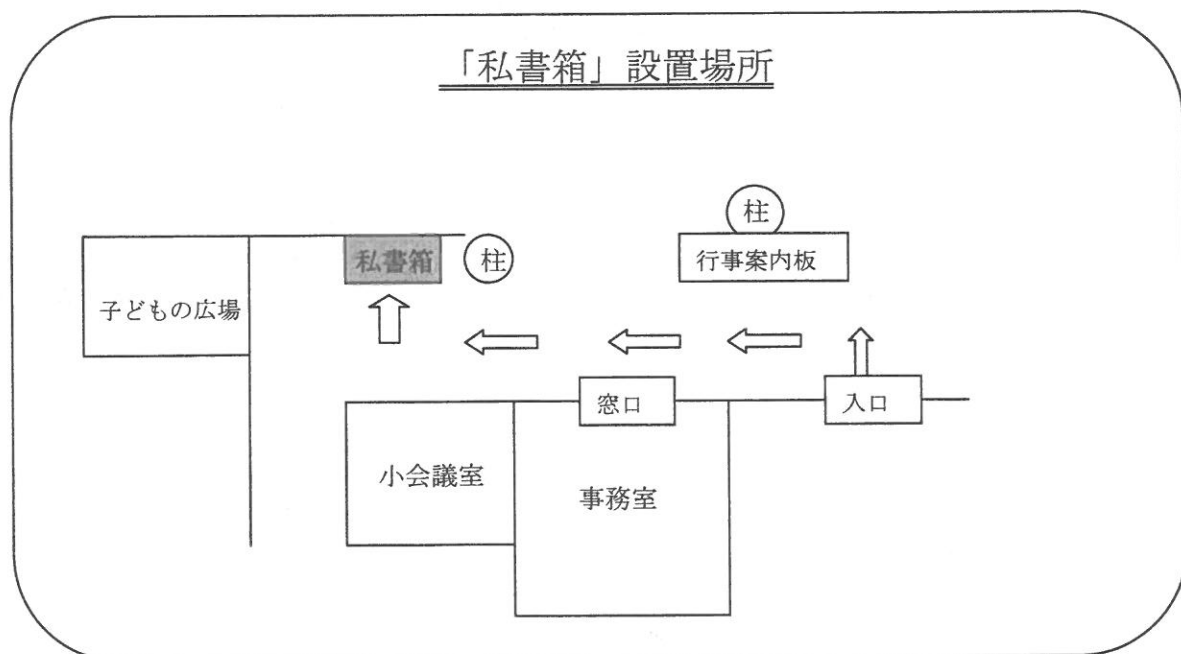 「私書箱」設置場所
柱
私書箱
柱
行事案内板
子どもの広場
窓口
入口
小会議室
事務室